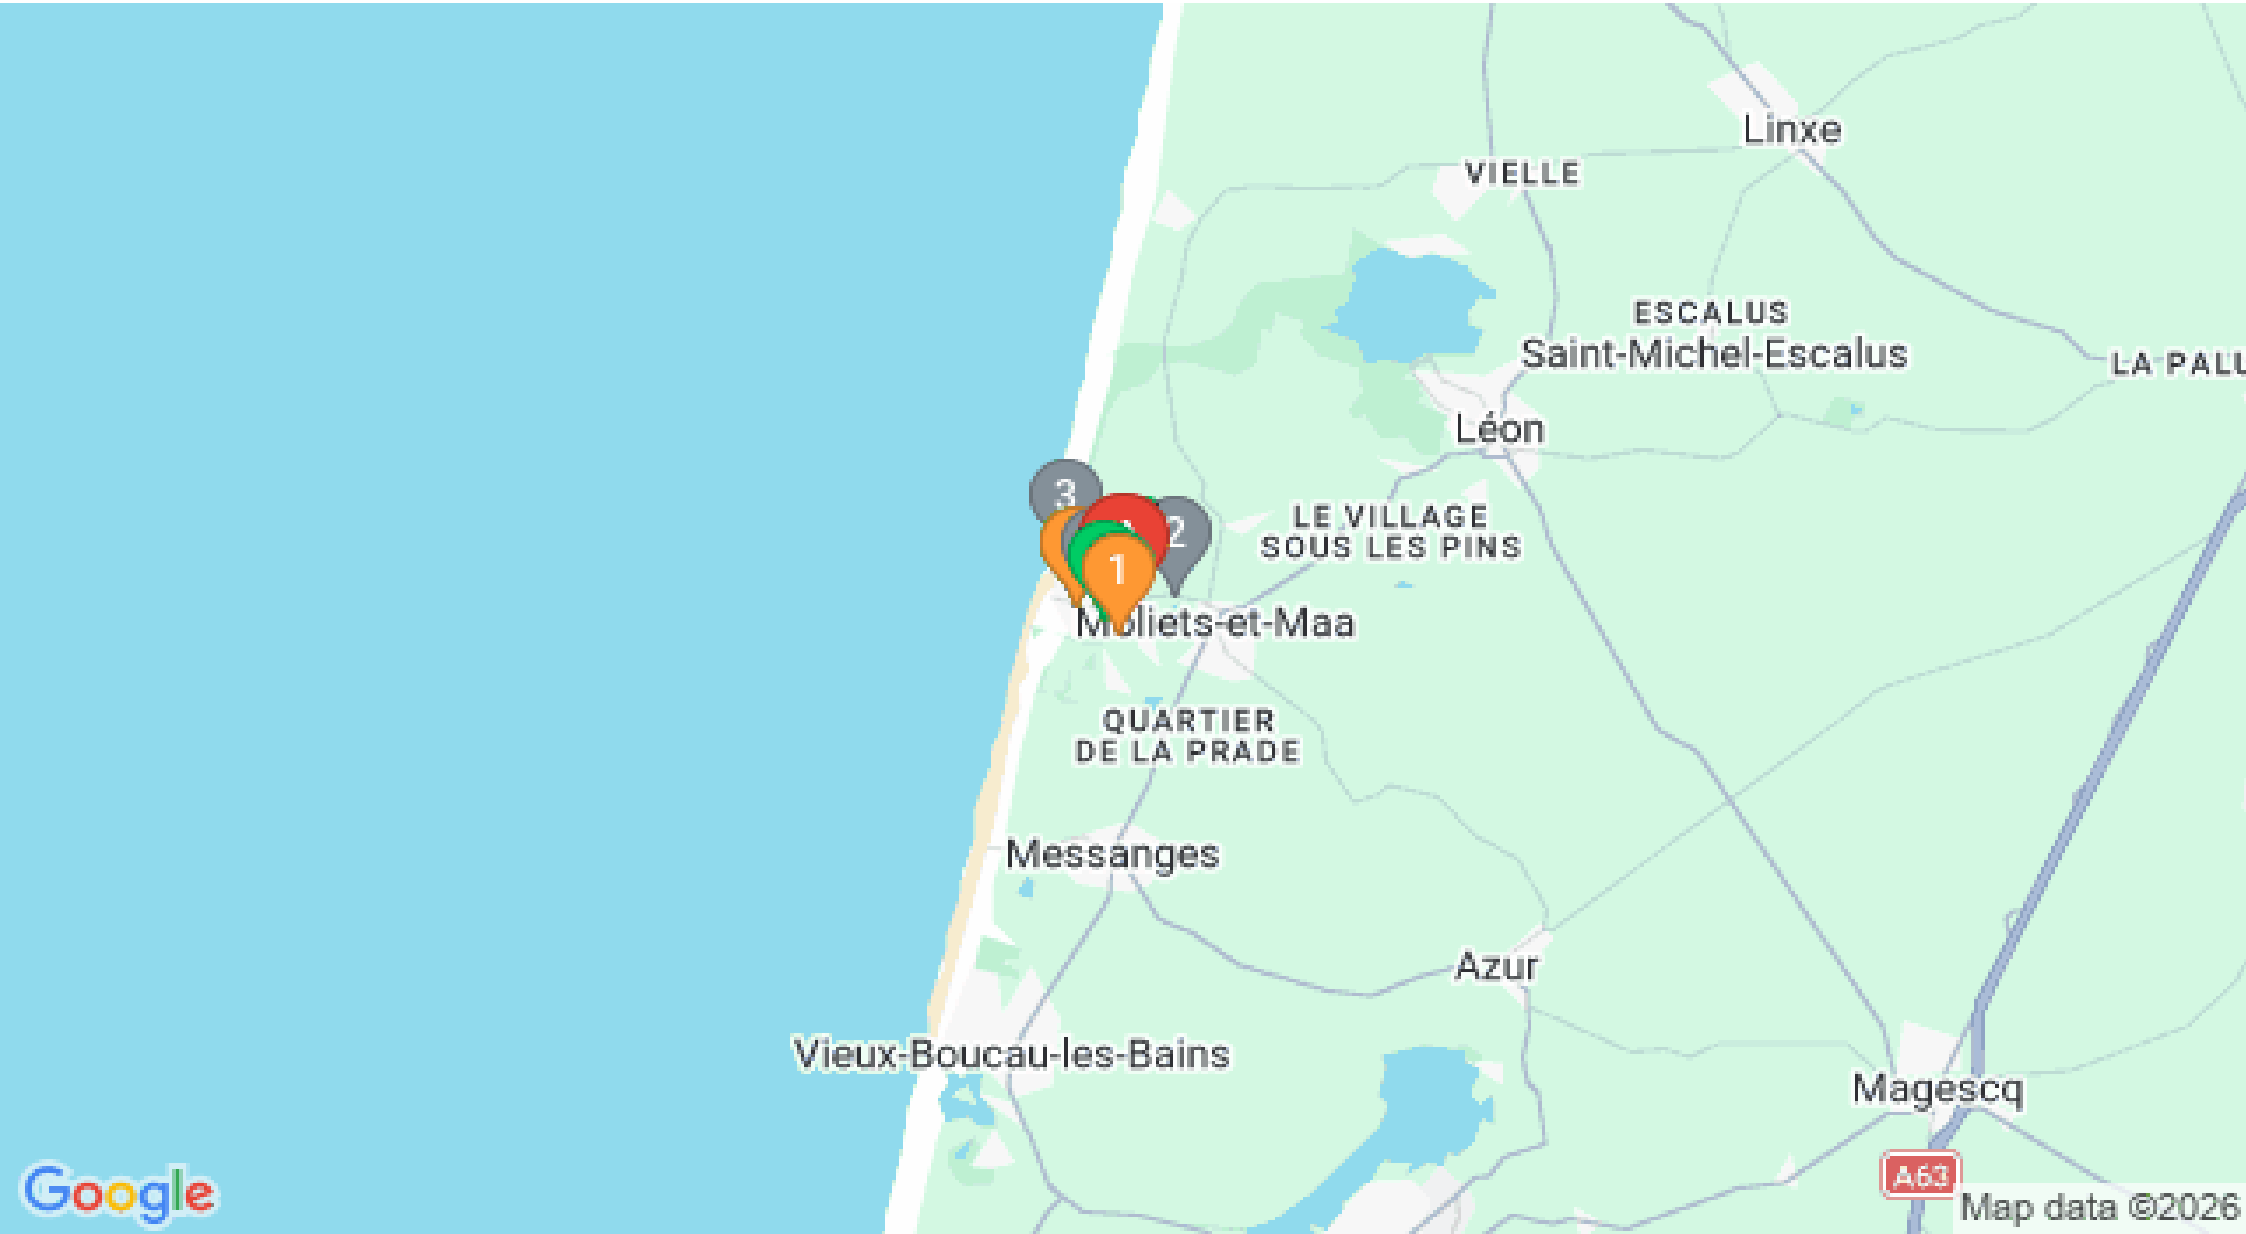 Linxe
VIELLE
ESCALUS
Saint-Michel-Escalus
LA PALU
Léon
3
2
1
LE VILLAGE
SOUS LES PINS
Moliets-et-Maa
QUARTIER
DE LA PRADE
Messanges
Azur
Vieux-Boucau-les-Bains
Magescq
A63
Google
Map data ©2026